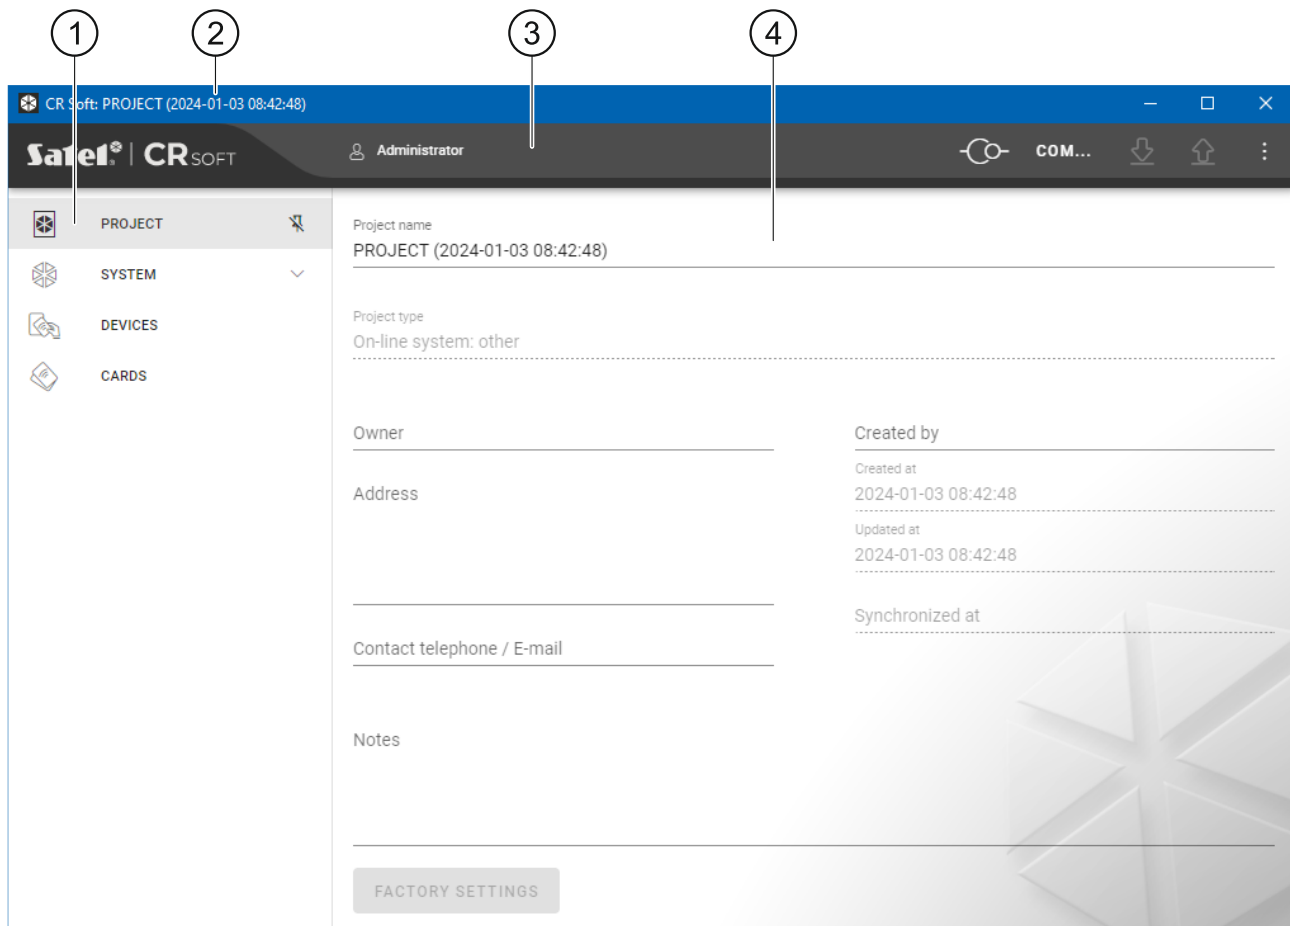 1 2 3 4
CR Soft: PROJECT (2024-01-03 08:42:48)
Satel® | CR SOFT
Administrator
COM...
PROJECT
SYSTEM
DEVICES
CARDS
Project name
PROJECT (2024-01-03 08:42:48)
Project type
On-line system: other
Owner
Created by
Created at
2024-01-03 08:42:48
Address
Updated at
2024-01-03 08:42:48
Synchronized at
Contact telephone / E-mail
Notes
FACTORY SETTINGS